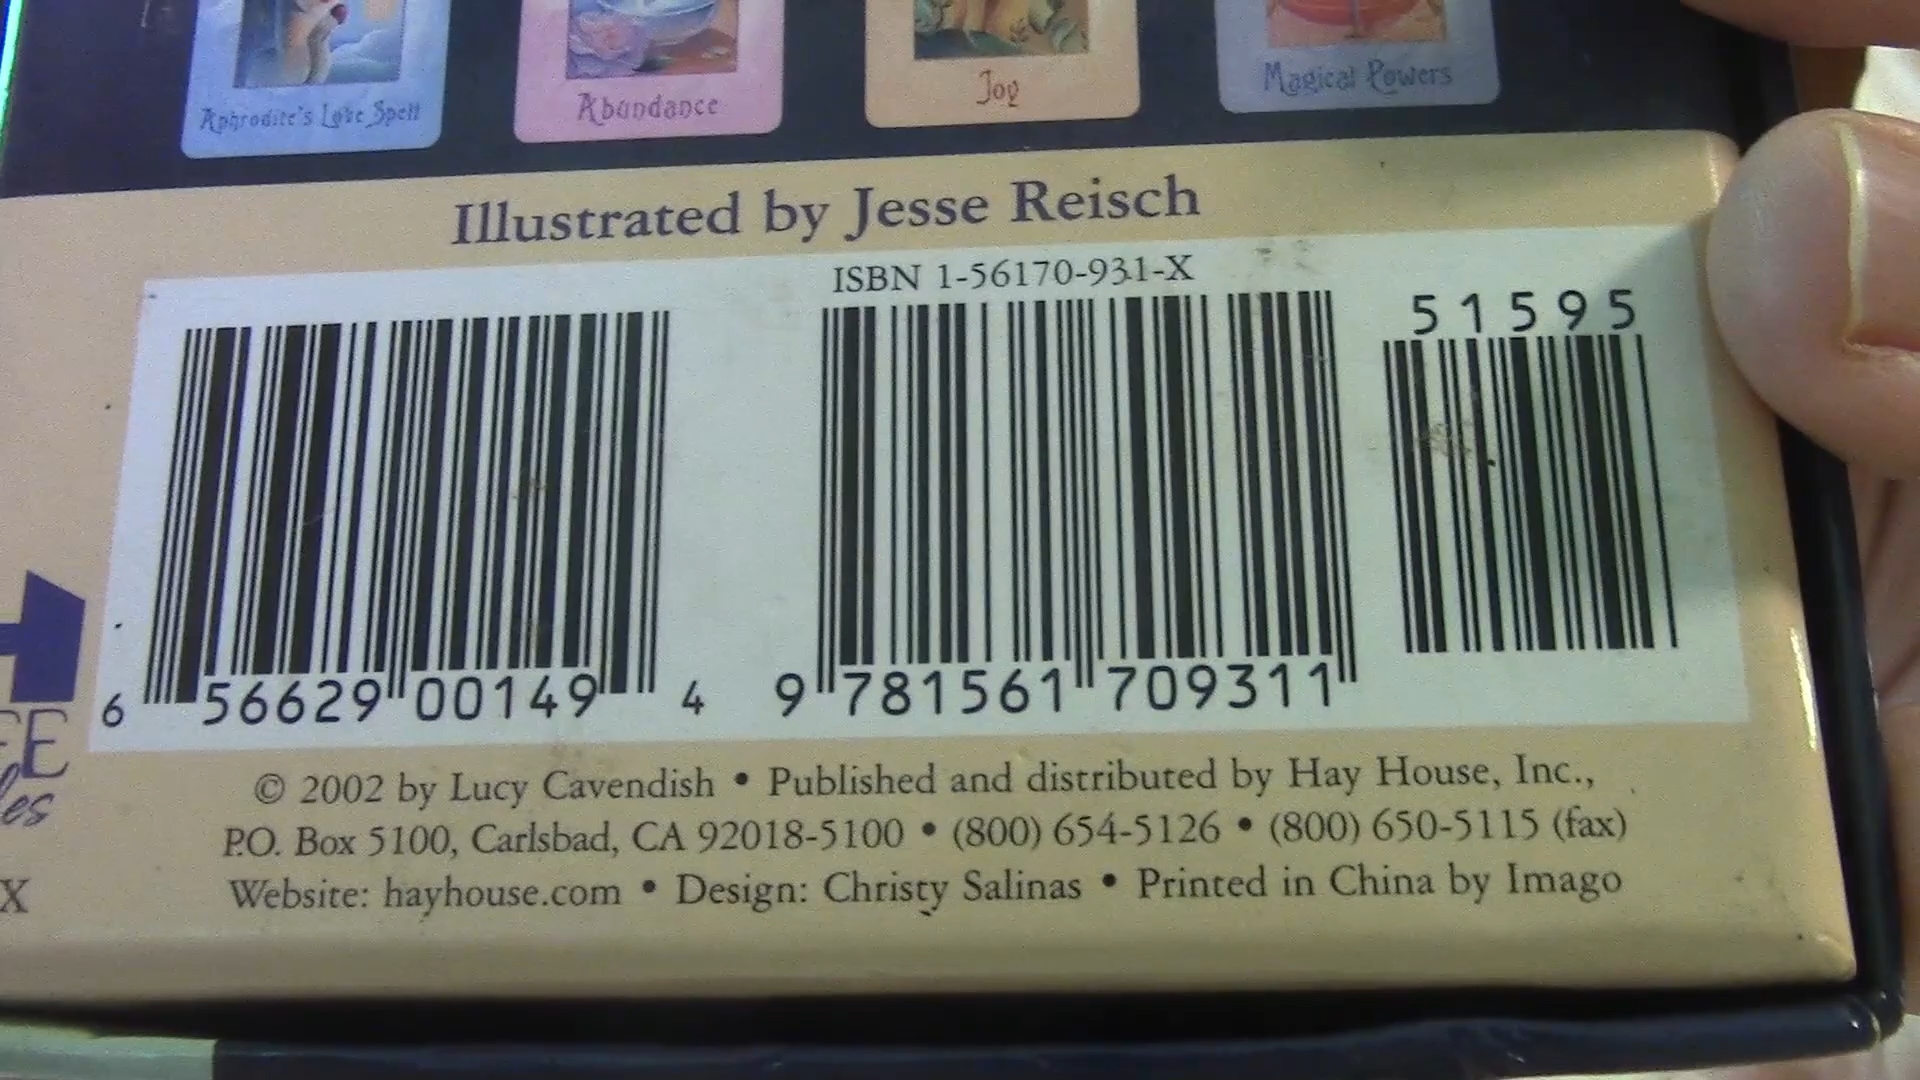 Aphrodite's Love Spell
Abundance
Joy
Magical Powers
Illustrated by Jesse Reisch
ISBN 1-56170-931-X
51595
6 56629 00149 4
9 781561 709311
© 2002 by Lucy Cavendish • Published and distributed by Hay House, Inc.,
P.O. Box 5100, Carlsbad, CA 92018-5100 • (800) 654-5126 • (800) 650-5115 (fax)
Website: hayhouse.com • Design: Christy Salinas • Printed in China by Imago
X